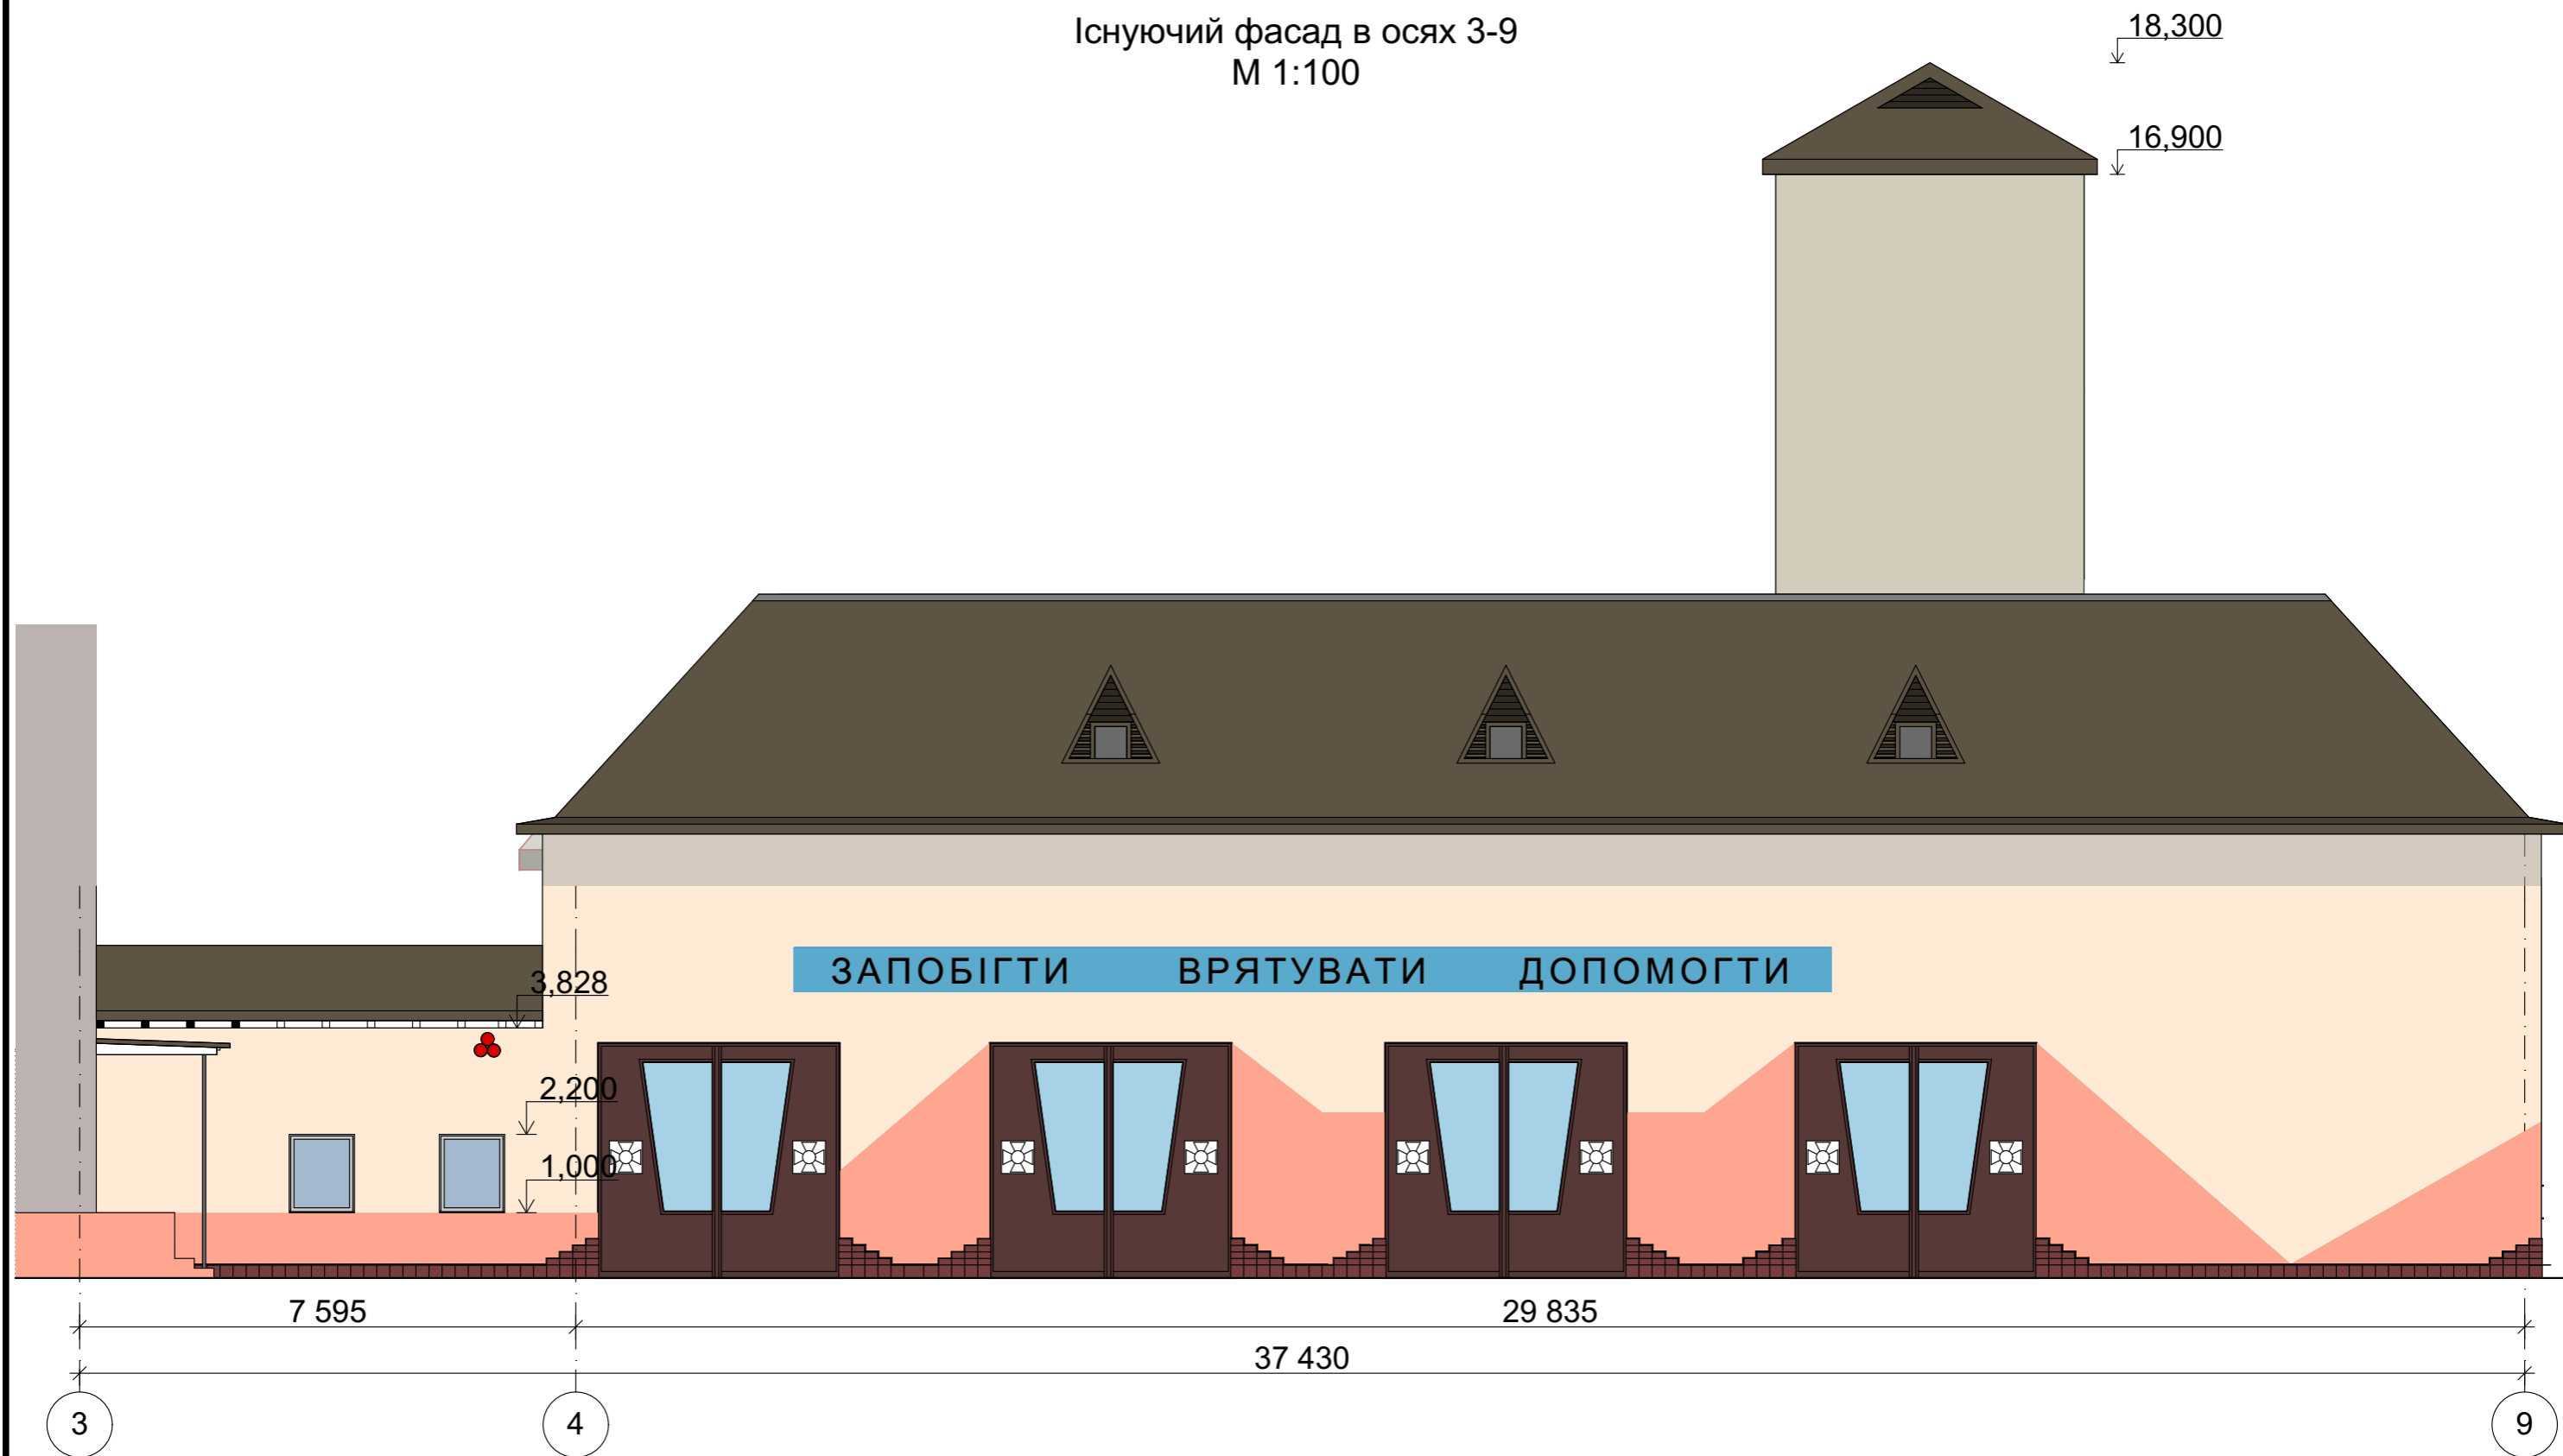 Існуючий фасад в осях 3-9
М 1:100
18,300
16,900
ЗАПОБІГТИ ВРЯТУВАТИ ДОПОМОГТИ
3,828
2,200
1,000
7 595 29 835
37 430
3 4 9